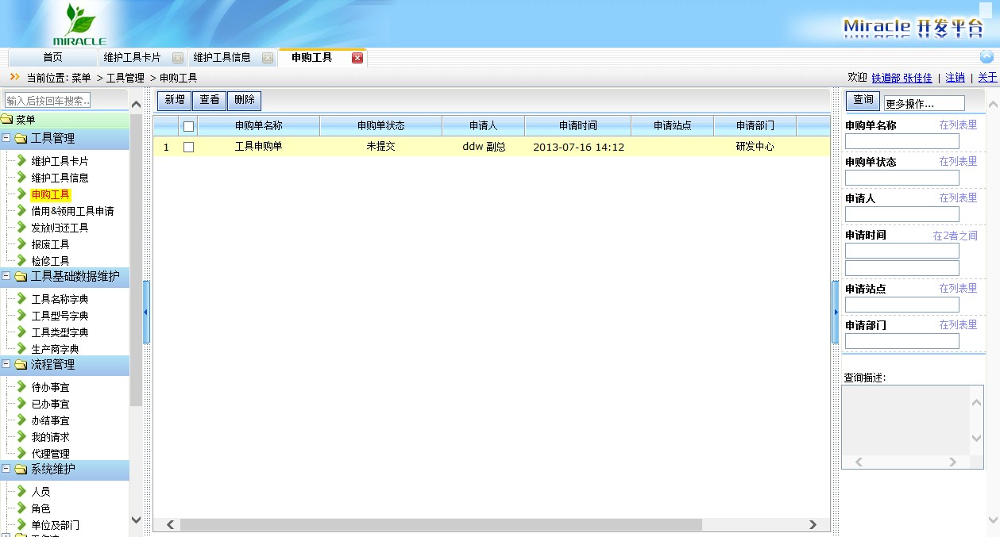 MIRACLE
Miracle 开发平台
首页 维护工具卡片 维护工具信息 申购工具
当前位置: 菜单 > 工具管理 > 申购工具
欢迎 铁道部 张佳佳 | 注销 | 关于
输入后按回车搜索..
菜单
工具管理
维护工具卡片
维护工具信息
申购工具
借用&领用工具申请
发放归还工具
报废工具
检修工具
工具基础数据维护
工具名称字典
工具型号字典
工具类型字典
生产商字典
流程管理
待办事宜
已办事宜
办结事宜
我的请求
代理管理
系统维护
人员
角色
单位及部门
新增 查看 删除
申购单名称 申购单状态 申请人 申请时间 申请站点 申请部门
1 工具申购单 未提交 ddw 副总 2013-07-16 14:12 研发中心
查询 更多操作...
申购单名称 在列表里
申购单状态 在列表里
申请人 在列表里
申请时间 在2者之间
申请站点 在列表里
申请部门 在列表里
查询描述: